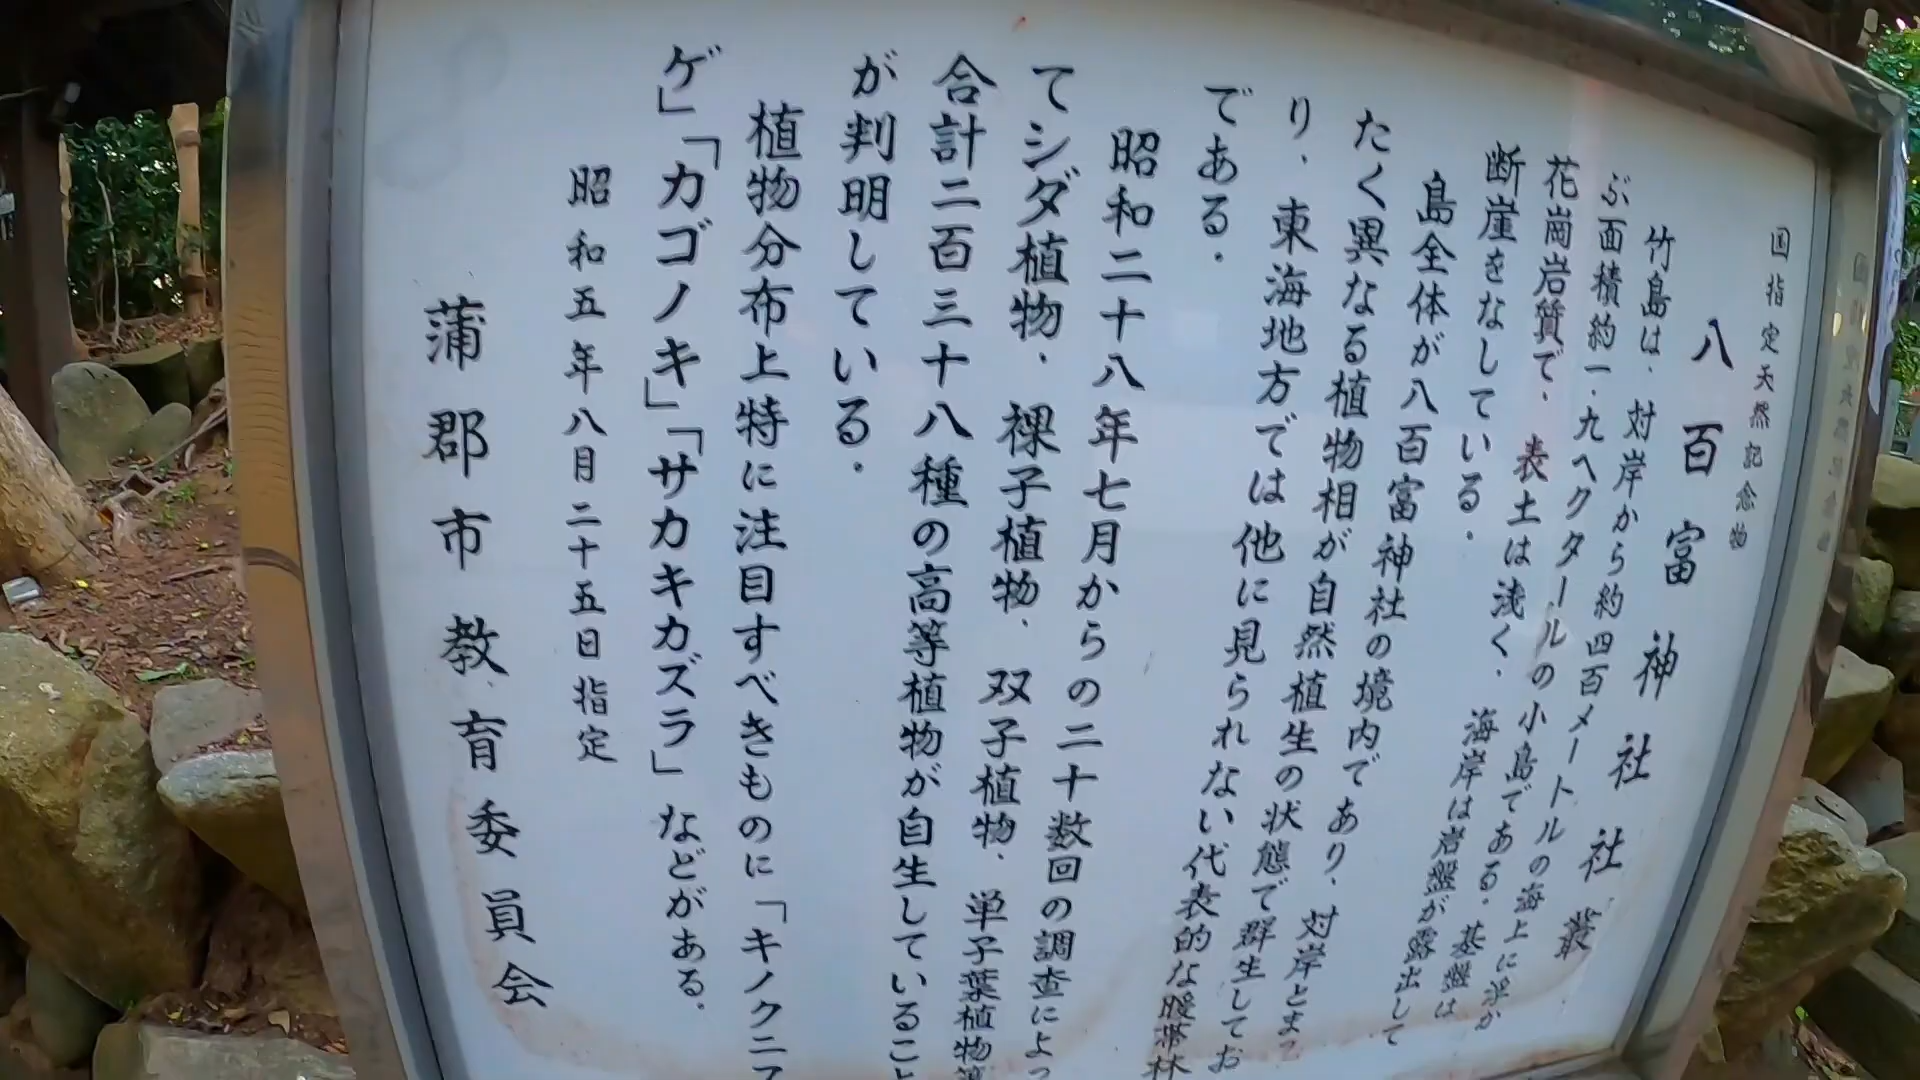 国指定天然記念物
八百富神社社叢
竹島は、対岸から約四百メートルの海上に浮か
ぶ面積約一・九ヘクタールの小島である。基盤は
花崗岩質で、表土は浅く、海岸は岩盤が露出して
断崖をなしている。
島全体が八百富神社の境内であり、対岸とまっ
たく異なる植物相が自然植生の状態で群生してお
り、東海地方では他に見られない代表的な暖帯林
である。
昭和二十八年七月からの二十数回の調査によっ
てシダ植物、裸子植物、双子植物、単子葉植物等
合計二百三十八種の高等植物が自生していること
が判明している。
植物分布上特に注目すべきものに「キノクニス
ゲ」「カゴノキ」「サカキカズラ」などがある。
昭和五年八月二十五日指定
蒲郡市教育委員会